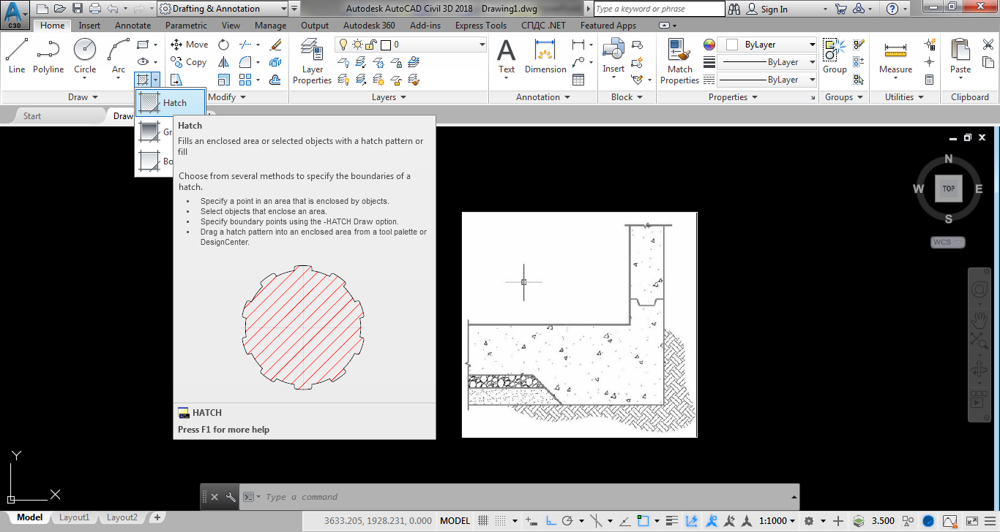 Drafting & Annotation
Autodesk AutoCAD Civil 3D 2018 Drawing1.dwg
Type a keyword or phrase
Sign In
C3D
Home Insert Annotate Parametric View Manage Output Autodesk 360 Add-ins Express Tools СПДС .NET Featured Apps
Line Polyline Circle Arc
Move
Copy
Layer Properties
0
Text Dimension
Insert
Match Properties
ByLayer
ByLayer
ByLayer
Group
Measure
Paste
Draw Modify Layers Annotation Block Properties Groups Utilities Clipboard
Start
Draw
Hatch
Gr
Bo
Hatch
Fills an enclosed area or selected objects with a hatch pattern or
fill
Choose from several methods to specify the boundaries of a
hatch.
• Specify a point in an area that is enclosed by objects.
• Select objects that enclose an area.
• Specify boundary points using the -HATCH Draw option.
• Drag a hatch pattern into an enclosed area from a tool palette or
DesignCenter.
HATCH
Press F1 for more help
N
W TOP E
S
WCS
Y
X
Type a command
Model Layout1 Layout2
3633.205, 1928.231, 0.000 MODEL 1:1000 3.500